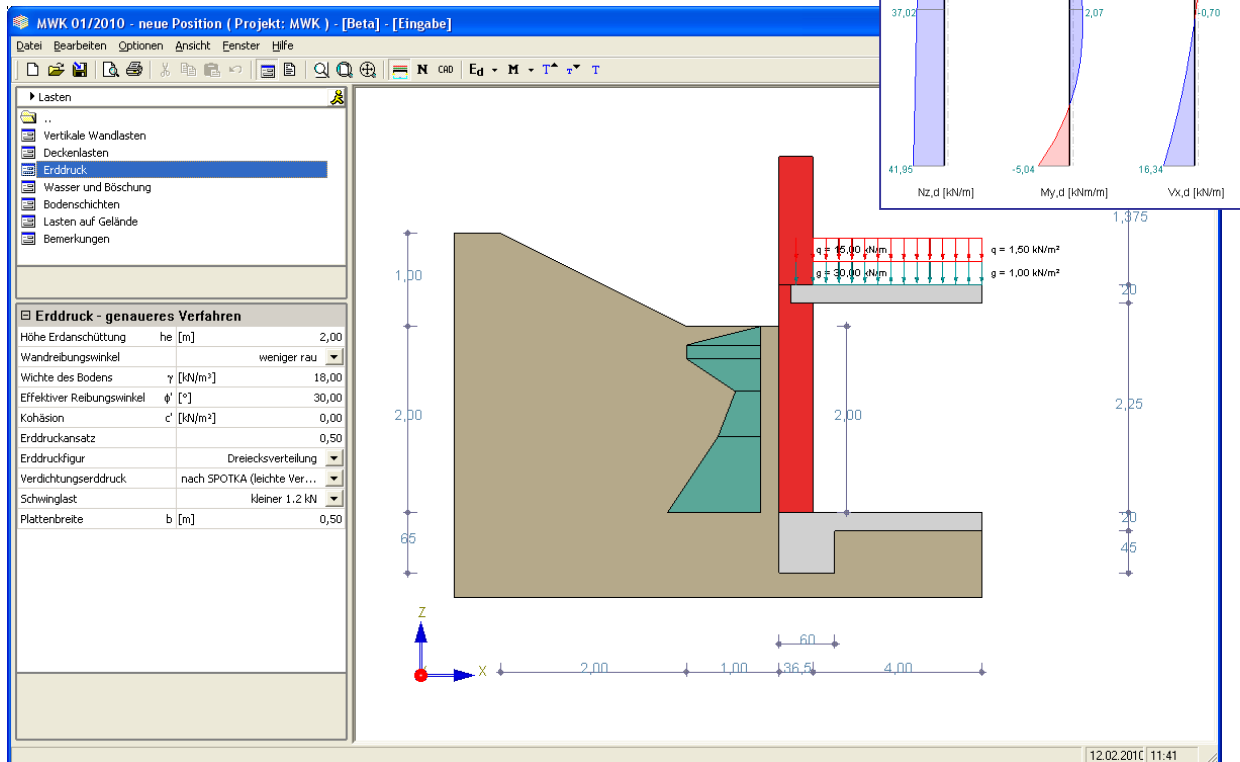 MWK 01/2010 - neue Position ( Projekt: MWK ) - [Beta] - [Eingabe]
Datei Bearbeiten Optionen Ansicht Fenster Hilfe
N CAD Ed M T T T
Lasten
..
Vertikale Wandlasten
Deckenlasten
Erddruck
Wasser und Böschung
Bodenschichten
Lasten auf Gelände
Bemerkungen
Erddruck - genaueres Verfahren
Höhe Erdanschüttung he [m] 2,00
Wandreibungswinkel weniger rau
Wichte des Bodens γ [kN/m³] 18,00
Effektiver Reibungswinkel ϕ' [°] 30,00
Kohäsion c' [kN/m²] 0,00
Erddruckansatz 0,50
Erddruckfigur Dreiecksverteilung
Verdichtungserddruck nach SPOTKA (leichte Ver...
Schwinglast kleiner 1.2 kN
Plattenbreite b [m] 0,50
37,02
2,07
-0,70
41,95
-5,04
16,34
Nz,d [kN/m]
My,d [kNm/m]
Vx,d [kN/m]
1,375
q = 15,00 kN/m
q = 1,50 kN/m²
g = 30,00 kN/m
g = 1,00 kN/m²
1,00
20
2,00
2,00
2,25
65
20
45
60
2,00
1,00
36,5
4,00
Z
X
12.02.2010 11:41